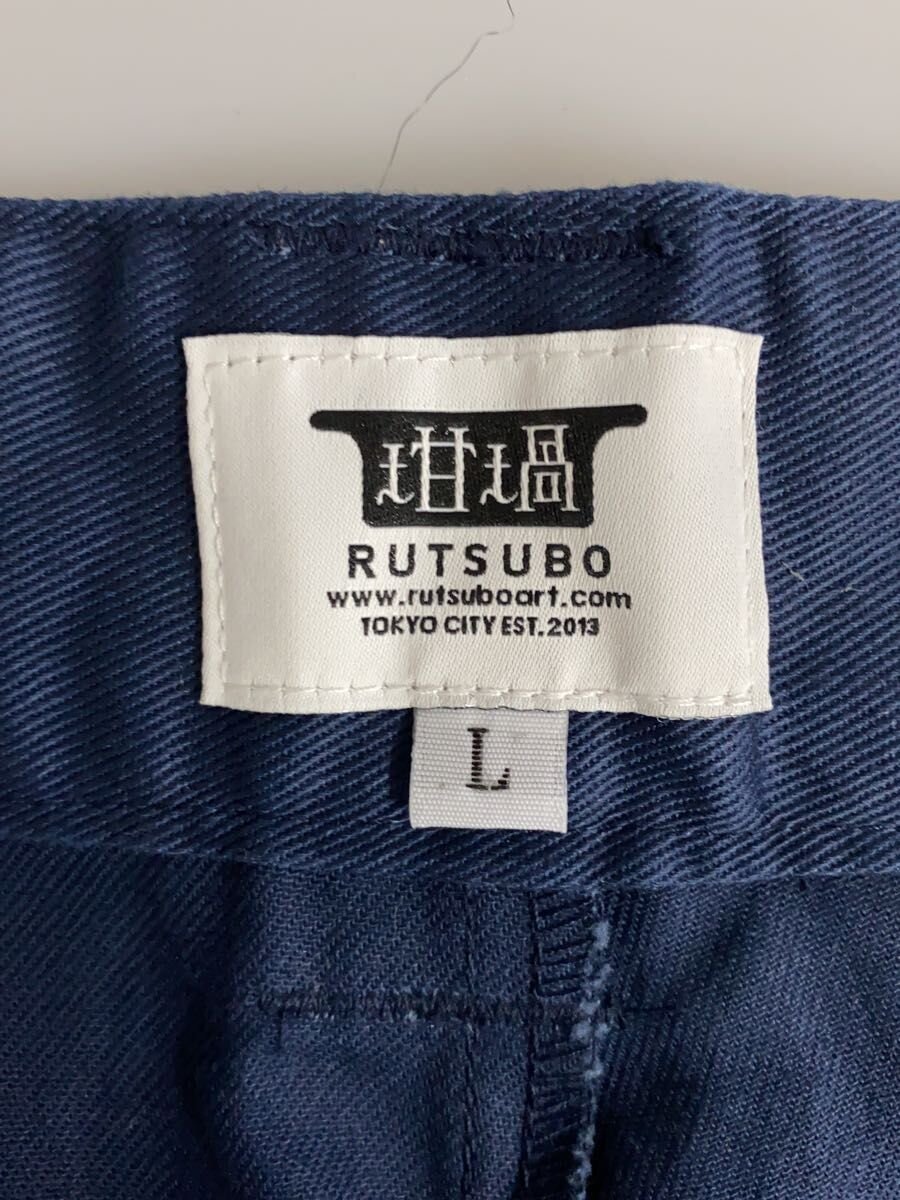 坩堝
RUTSUBO
www.rutsuboart.com
TOKYO CITY EST.2013
L